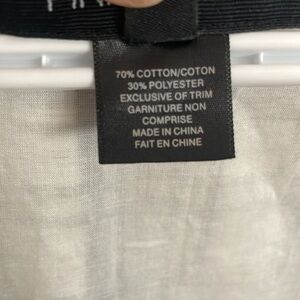 70% COTTON/COTON
30% POLYESTER
EXCLUSIVE OF TRIM
GARNITURE NON
COMPRISE
MADE IN CHINA
FAIT EN CHINE